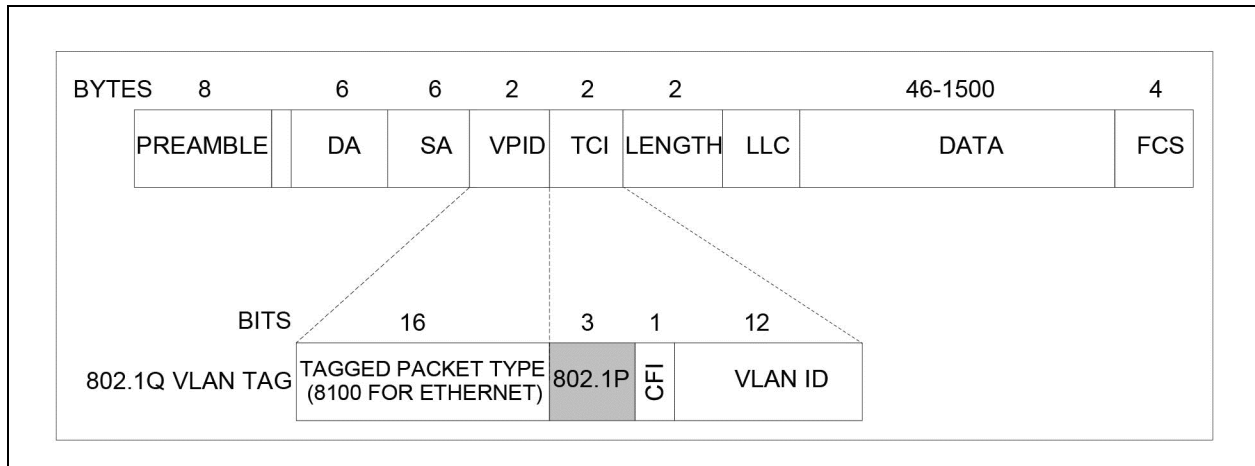 BYTES 8 6 6 2 2 2 46-1500 4
PREAMBLE DA SA VPID TCI LENGTH LLC DATA FCS
BITS 16 3 1 12
802.1Q VLAN TAG TAGGED PACKET TYPE (8100 FOR ETHERNET) 802.1P CFI VLAN ID